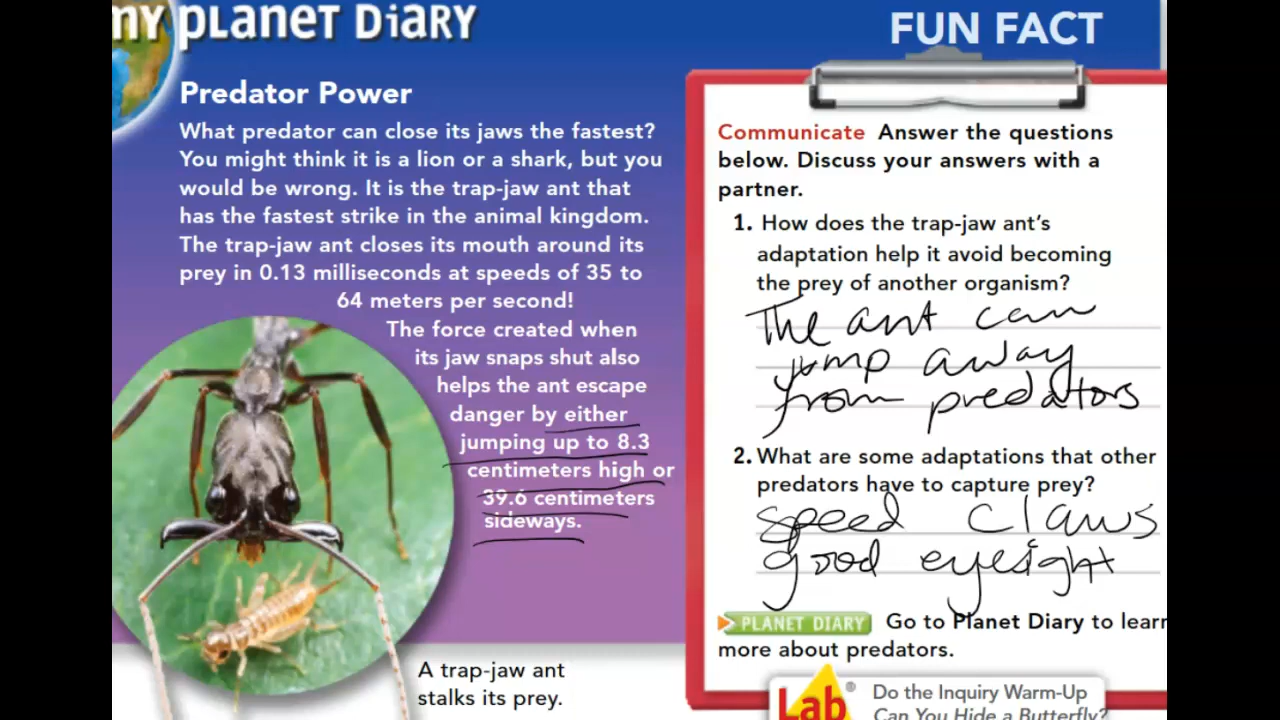 MY PLANET DiARY
FUN FACT
Predator Power
What predator can close its jaws the fastest?
You might think it is a lion or a shark, but you
would be wrong. It is the trap-jaw ant that
has the fastest strike in the animal kingdom.
The trap-jaw ant closes its mouth around its
prey in 0.13 milliseconds at speeds of 35 to
64 meters per second!
The force created when
its jaw snaps shut also
helps the ant escape
danger by either
jumping up to 8.3
centimeters high or
39.6 centimeters
sideways.
A trap-jaw ant
stalks its prey.
Communicate Answer the questions
below. Discuss your answers with a
partner.
1. How does the trap-jaw ant's
adaptation help it avoid becoming
the prey of another organism?
The ant can
jump away
from predators
2. What are some adaptations that other
predators have to capture prey?
speed claws
good eyesight
PLANET DIARY Go to Planet Diary to learn
more about predators.
Lab® Do the Inquiry Warm-Up
Can You Hide a Butterfly?